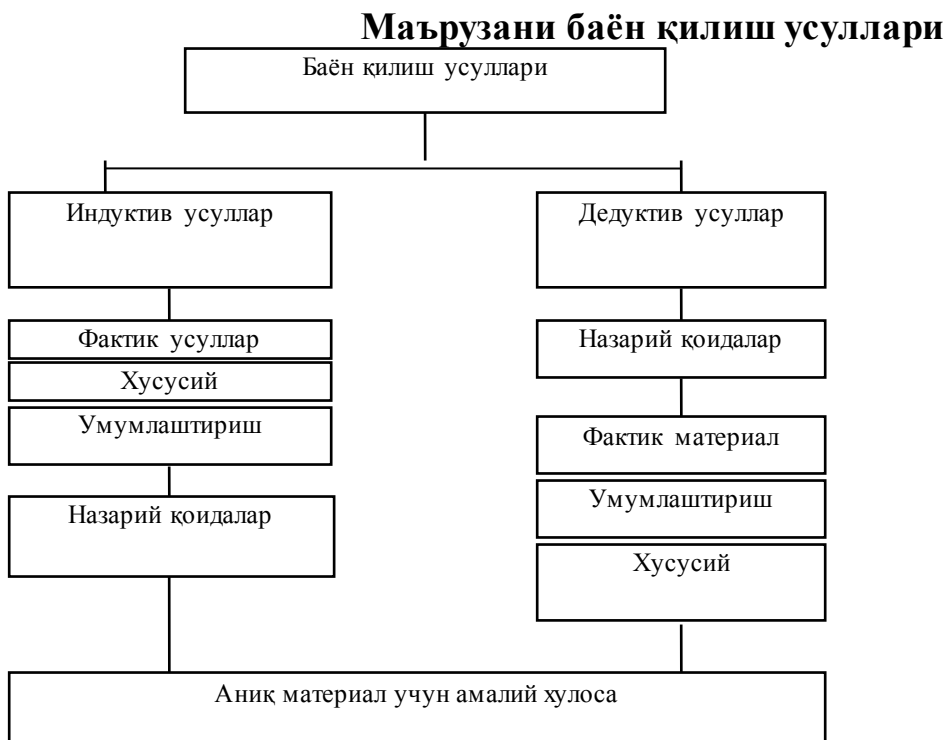 Маърузани баён қилиш усуллари
Баён қилиш усуллари
Индуктив усуллар
Дедуктив усуллар
Фактик усуллар
Хусусий
Умумлаштириш
Назарий қоидалар
Назарий қоидалар
Фактик материал
Умумлаштириш
Хусусий
Аниқ материал учун амалий хулоса